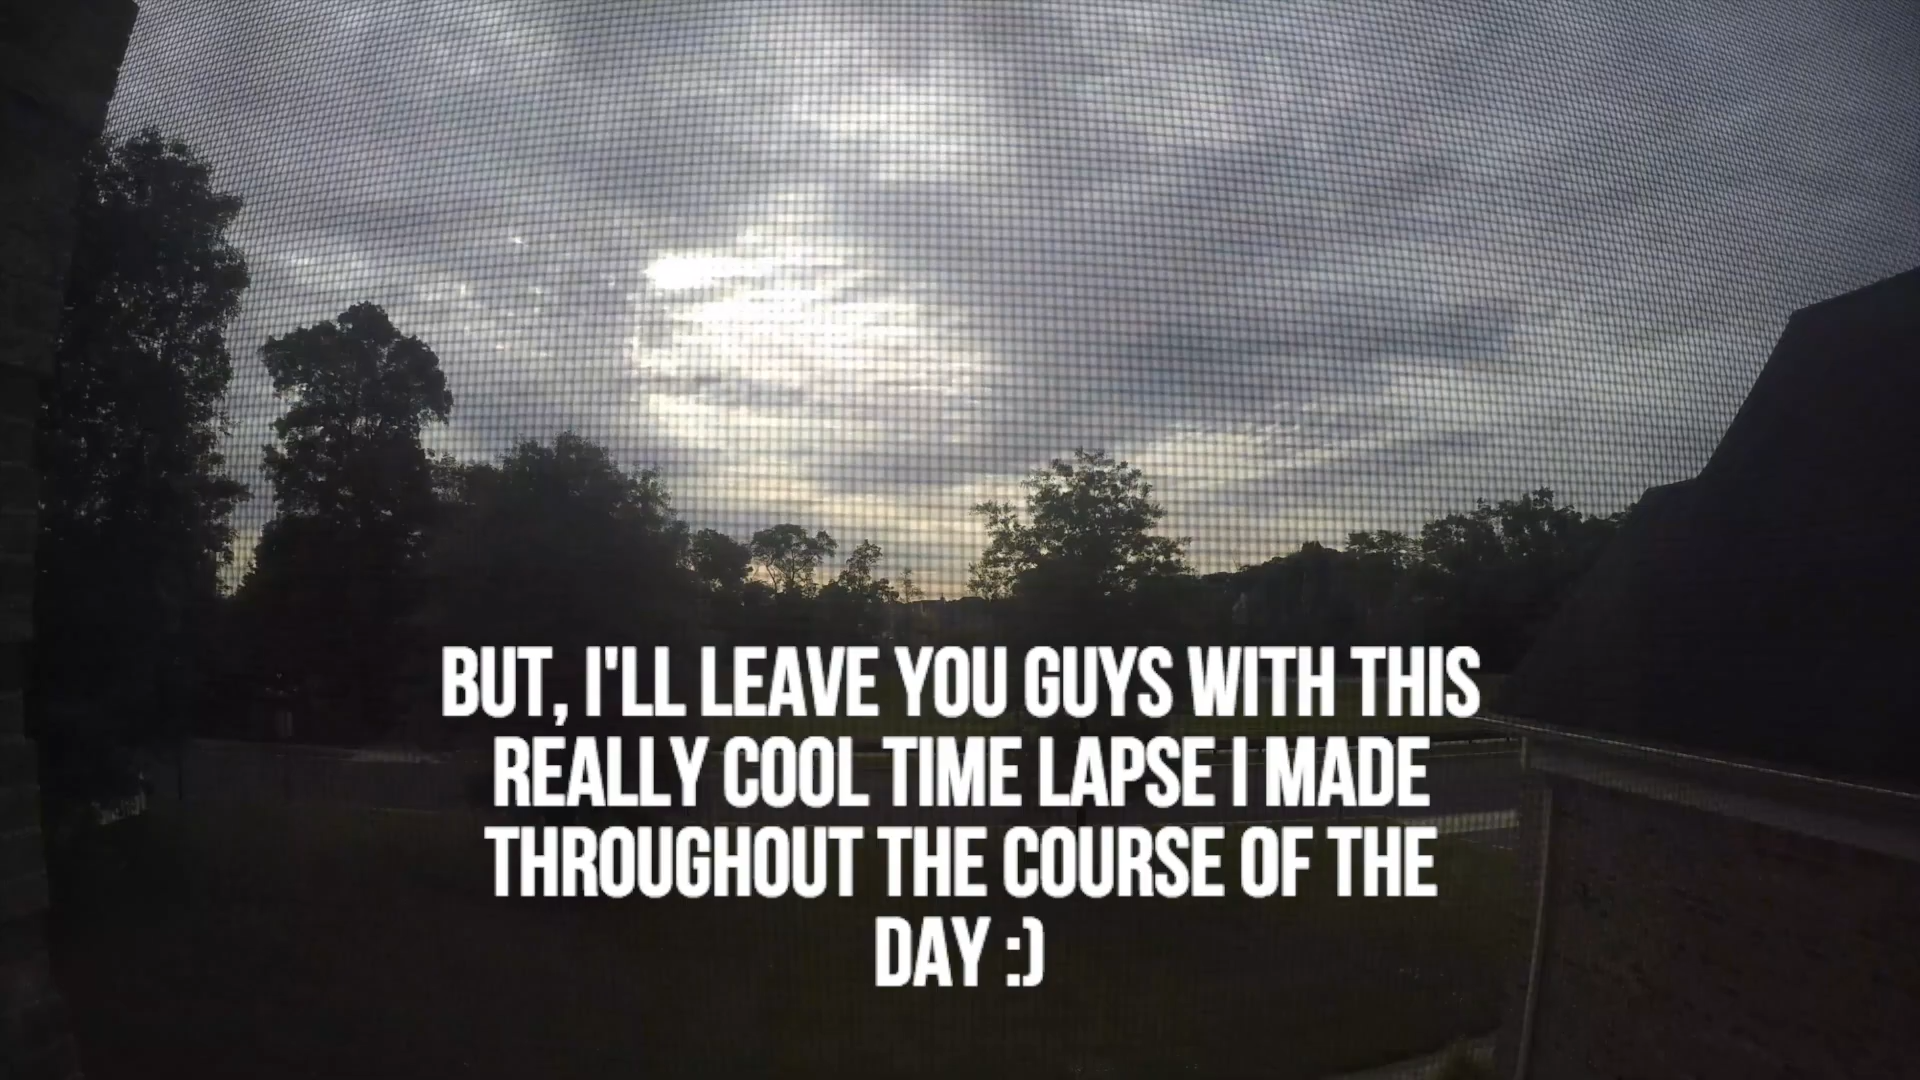 BUT, I'LL LEAVE YOU GUYS WITH THIS
REALLY COOL TIME LAPSE I MADE
THROUGHOUT THE COURSE OF THE
DAY :)